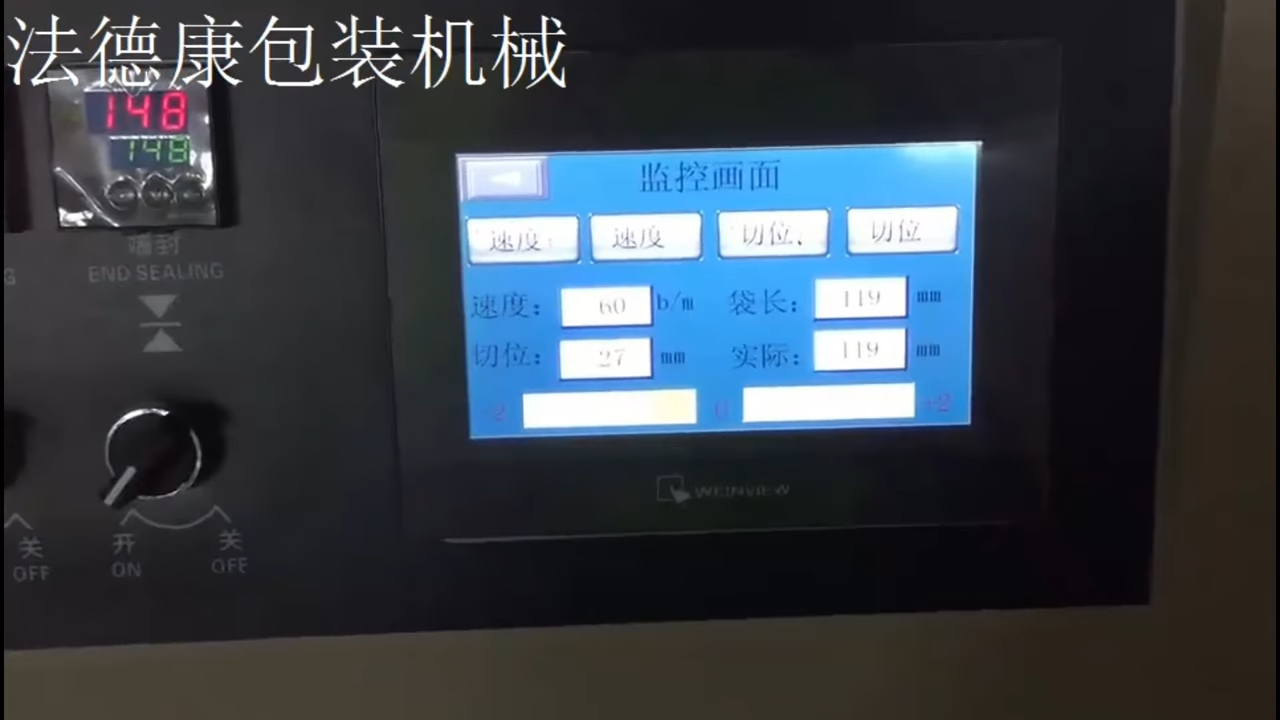 法德康包装机械
148
148
端封
END SEALING
G
监控画面
速度 速度 切位 切位
速度: 60 b/m 袋长: 119 mm
切位: 27 mm 实际: 119 mm
-2 0 +2
WEINVIEW
关 开 关
OFF ON OFF